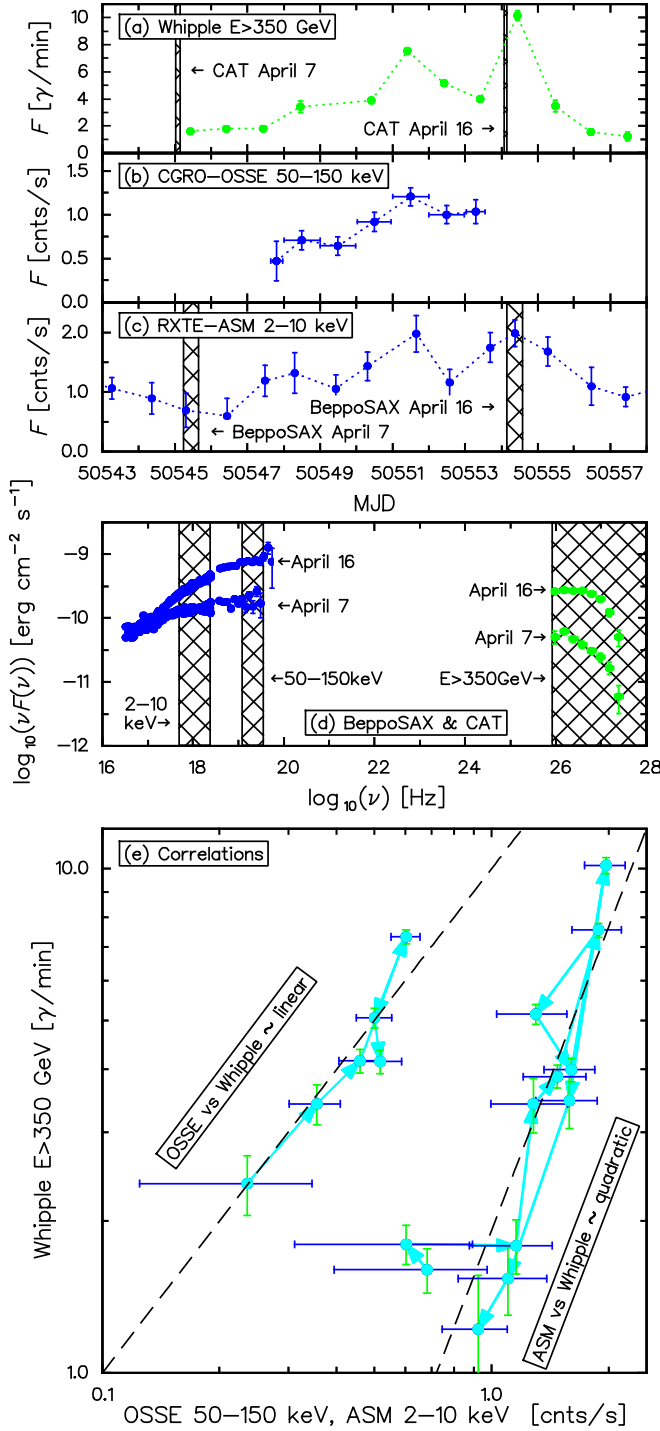 (a) Whipple E>350 GeV
F [γ/min]
10
8
6
4
2
0
← CAT April 7
CAT April 16 →
(b) CGRO−OSSE 50−150 keV
F [cnts/s]
1.5
1.0
0.5
0.0
(c) RXTE−ASM 2−10 keV
F [cnts/s]
2.0
1.0
0.0
BeppoSAX April 16 →
← BeppoSAX April 7
50543 50545 50547 50549 50551 50553 50555 50557
MJD
log₁₀(νF(ν)) [erg cm⁻² s⁻¹]
−9
−10
−11
−12
←April 16
←April 7
April 16→
April 7→
←50−150keV
E>350GeV→
2−10
keV→
(d) BeppoSAX & CAT
16 18 20 22 24 26 28
log₁₀(ν) [Hz]
(e) Correlations
Whipple E>350 GeV [γ/min]
10.0
1.0
OSSE vs Whipple ~ linear
ASM vs Whipple ~ quadratic
0.1 1.0
OSSE 50−150 keV, ASM 2−10 keV [cnts/s]